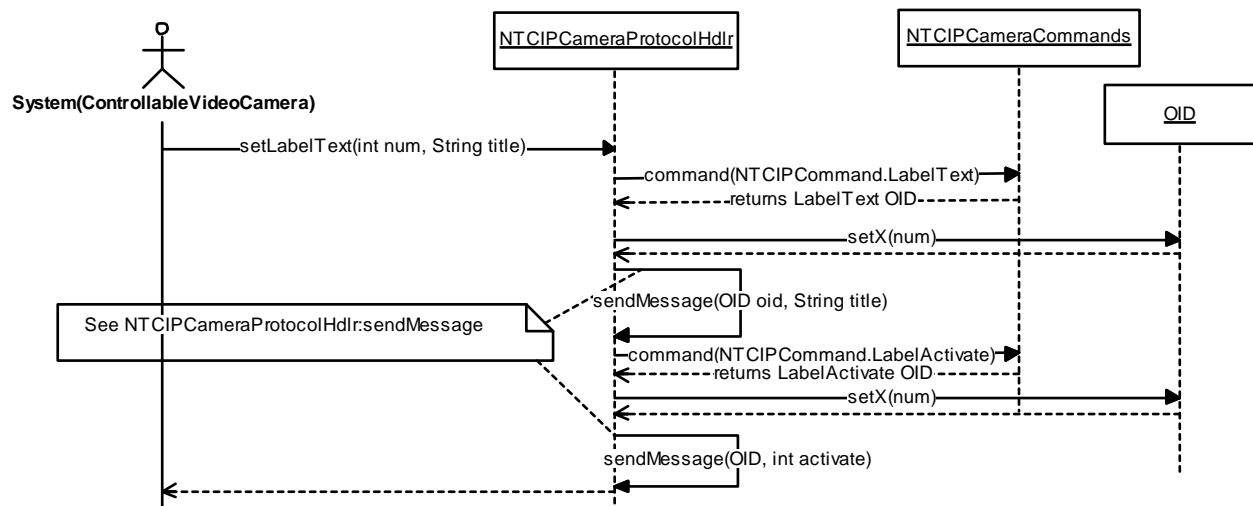 NTCIPCameraProtocolHdlr
NTCIPCameraCommands
System(ControllableVideoCamera)
OID
setLabelText(int num, String title)
command(NTCIPCommand.LabelText)
returns LabelText OID
setX(num)
sendMessage(OID oid, String title)
See NTCIPCameraProtocolHdlr:sendMessage
command(NTCIPCommand.LabelActivate)
returns LabelActivate OID
setX(num)
sendMessage(OID, int activate)